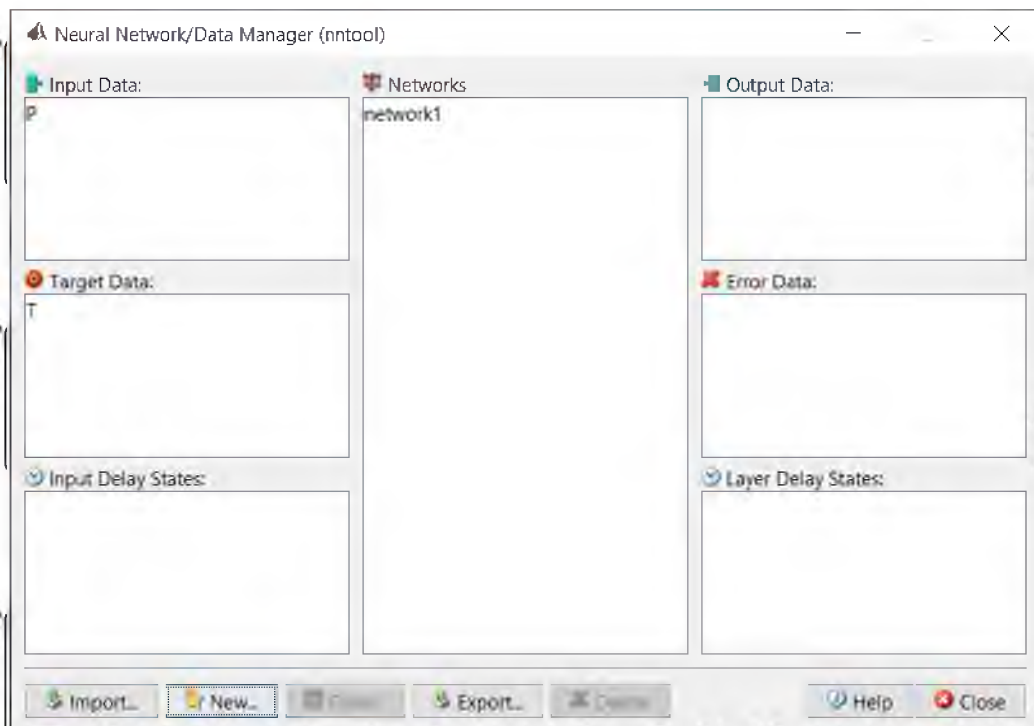 Neural Network/Data Manager (nntool)
Input Data:
P
Networks
network1
Output Data:
Target Data:
T
Error Data:
Input Delay States:
Layer Delay States:
Import...
New...
Export...
Help
Close